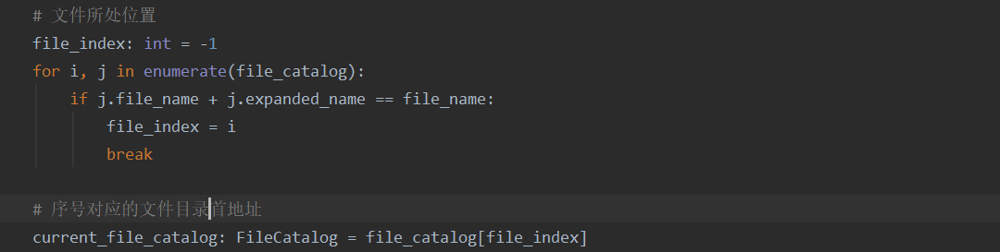 # 文件所处位置
file_index: int = -1
for i, j in enumerate(file_catalog):
if j.file_name + j.expanded_name == file_name:
file_index = i
break
# 序号对应的文件目录首地址
current_file_catalog: FileCatalog = file_catalog[file_index]